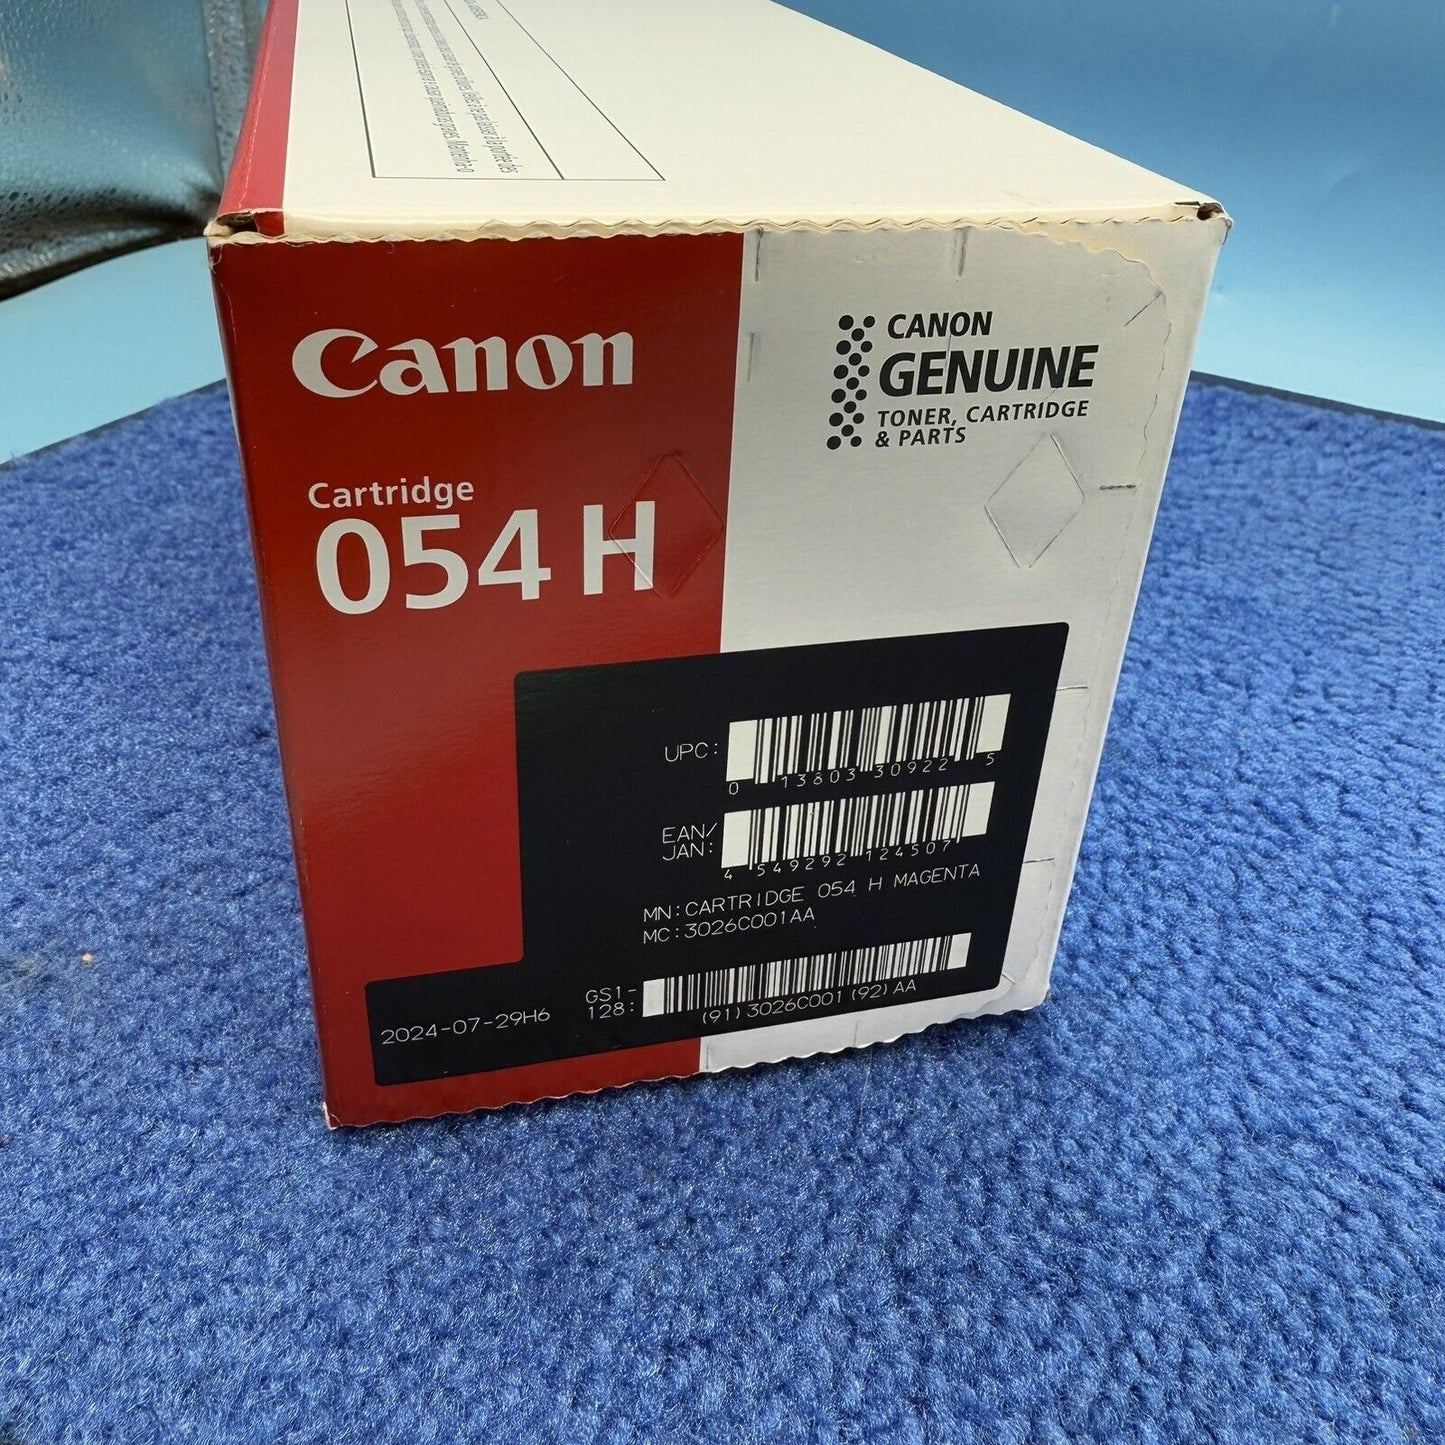 Canon
Cartridge
054 H
CANON
GENUINE
TONER, CARTRIDGE
& PARTS
UPC:
0 13803 30922 5
EAN/
JAN:
4 549292 124507
MN:CARTRIDGE 054 H MAGENTA
MC:3026C001AA
GS1-
128:
(91)3026C001(92)AA
2024-07-29H6